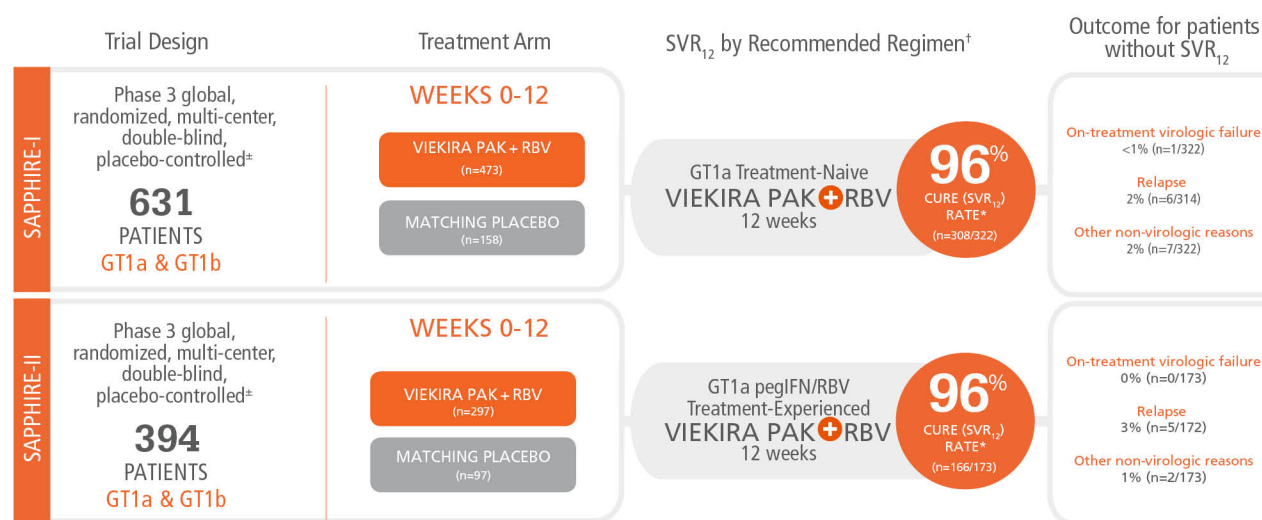 Trial Design
Treatment Arm
SVR12 by Recommended Regimen†
Outcome for patients
without SVR12
SAPPHIRE-I
Phase 3 global,
randomized, multi-center,
double-blind,
placebo-controlled±
631
PATIENTS
GT1a & GT1b
WEEKS 0-12
VIEKIRA PAK + RBV
(n=473)
MATCHING PLACEBO
(n=158)
GT1a Treatment-Naive
VIEKIRA PAK + RBV
12 weeks
96%
CURE (SVR12)
RATE*
(n=308/322)
On-treatment virologic failure
<1% (n=1/322)
Relapse
2% (n=6/314)
Other non-virologic reasons
2% (n=7/322)
SAPPHIRE-II
Phase 3 global,
randomized, multi-center,
double-blind,
placebo-controlled±
394
PATIENTS
GT1a & GT1b
WEEKS 0-12
VIEKIRA PAK + RBV
(n=297)
MATCHING PLACEBO
(n=97)
GT1a pegIFN/RBV
Treatment-Experienced
VIEKIRA PAK + RBV
12 weeks
96%
CURE (SVR12)
RATE*
(n=166/173)
On-treatment virologic failure
0% (n=0/173)
Relapse
3% (n=5/172)
Other non-virologic reasons
1% (n=2/173)